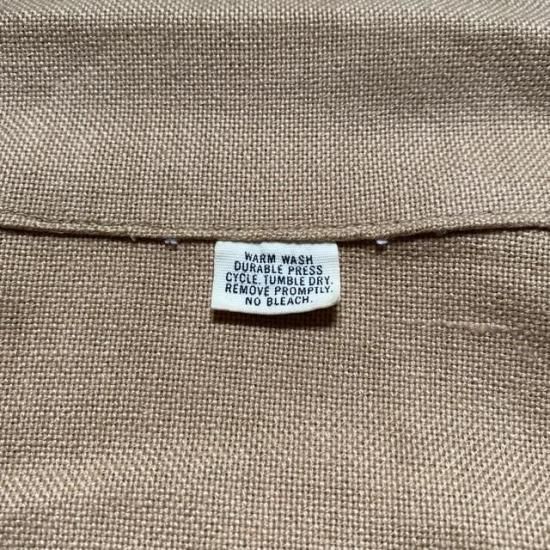 WARM WASH
DURABLE PRESS
CYCLE. TUMBLE DRY.
REMOVE PROMPTLY.
NO BLEACH.